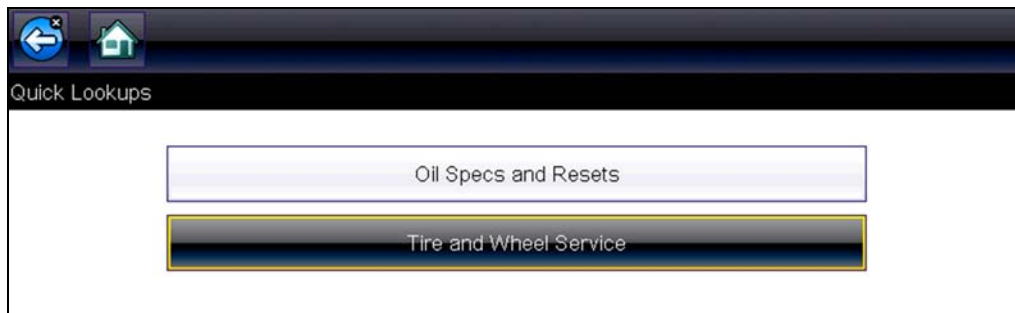 Quick Lookups
Oil Specs and Resets
Tire and Wheel Service